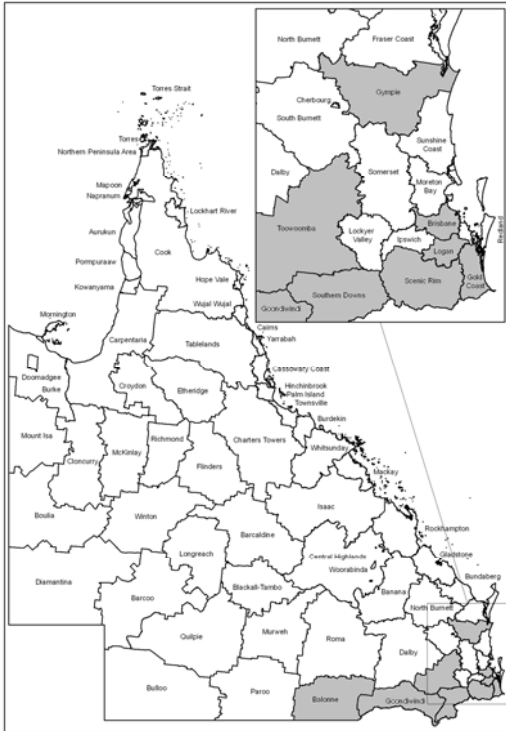 North Burnett
Fraser Coast
Gympie
Cherbourg
South Burnett
Sunshine
Coast
Dalby
Somerset
Moreton
Bay
Toowoomba
Brisbane
Redland
Lockyer
Valley
Ipswich
Logan
Gold
Coast
Scenic Rim
Southern Downs
Goondiwindi
Torres Strait
Torres
Northern Peninsula Area
Mapoon
Napranum
Lockhart River
Aurukun
Cook
Pormpuraaw
Hope Vale
Kowanyama
Wujal Wujal
Mornington
Cairns
Yarrabah
Carpentaria
Tablelands
Cassowary Coast
Doomadgee
Burke
Croydon
Etheridge
Hinchinbrook
Palm Island
Townsville
Burdekin
Mount Isa
Cloncurry
McKinlay
Richmond
Flinders
Charters Towers
Whitsunday
Mackay
Boulia
Winton
Isaac
Barcaldine
Rockhampton
Longreach
Central Highlands
Woorabinda
Gladstone
Diamantina
Barcoo
Blackall-Tambo
Banana
Bundaberg
North Burnett
Quilpie
Murweh
Roma
Dalby
Bulloo
Paroo
Balonne
Goondiwindi